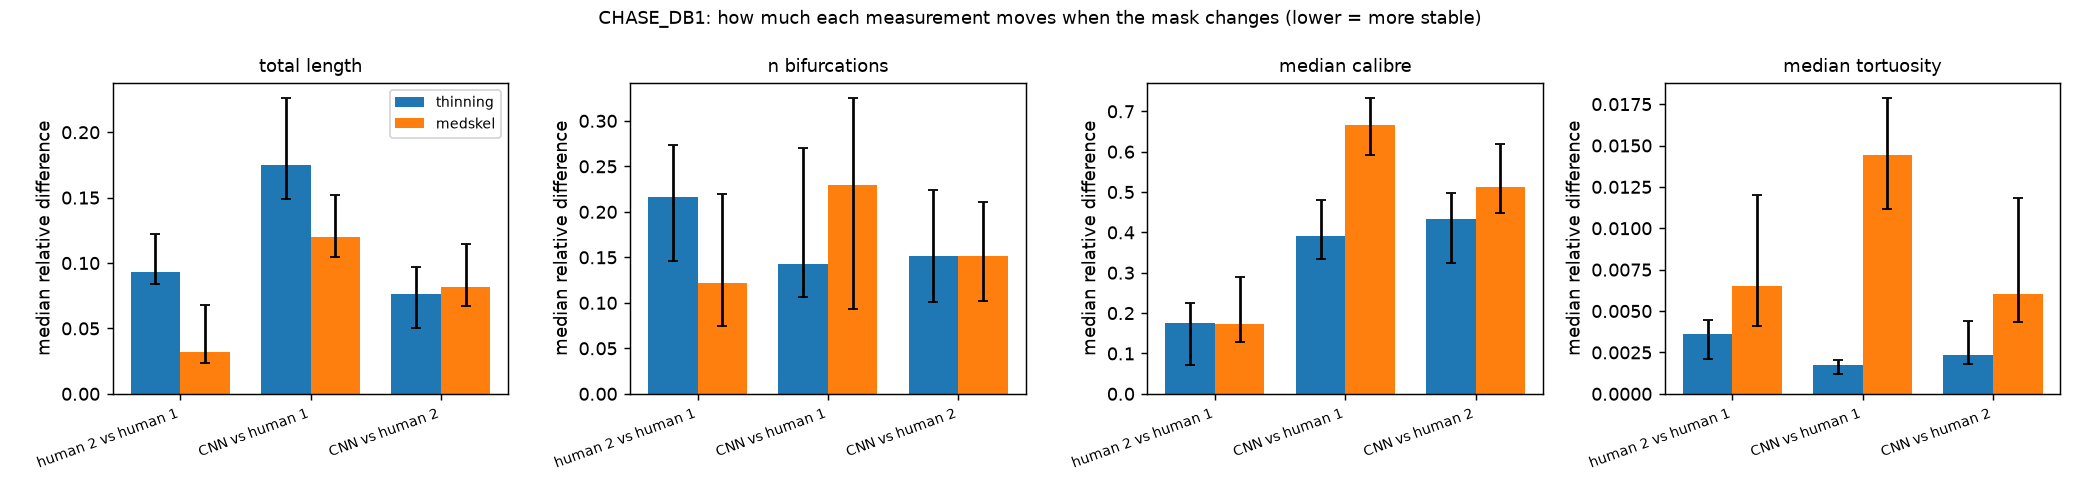 CHASE_DB1: how much each measurement moves when the mask changes (lower = more stable)
total length
median relative difference
0.20
0.15
0.10
0.05
0.00
thinning
medskel
human 2 vs human 1
CNN vs human 1
CNN vs human 2
n bifurcations
median relative difference
0.30
0.25
0.20
0.15
0.10
0.05
0.00
human 2 vs human 1
CNN vs human 1
CNN vs human 2
median calibre
median relative difference
0.7
0.6
0.5
0.4
0.3
0.2
0.1
0.0
human 2 vs human 1
CNN vs human 1
CNN vs human 2
median tortuosity
median relative difference
0.0175
0.0150
0.0125
0.0100
0.0075
0.0050
0.0025
0.0000
human 2 vs human 1
CNN vs human 1
CNN vs human 2